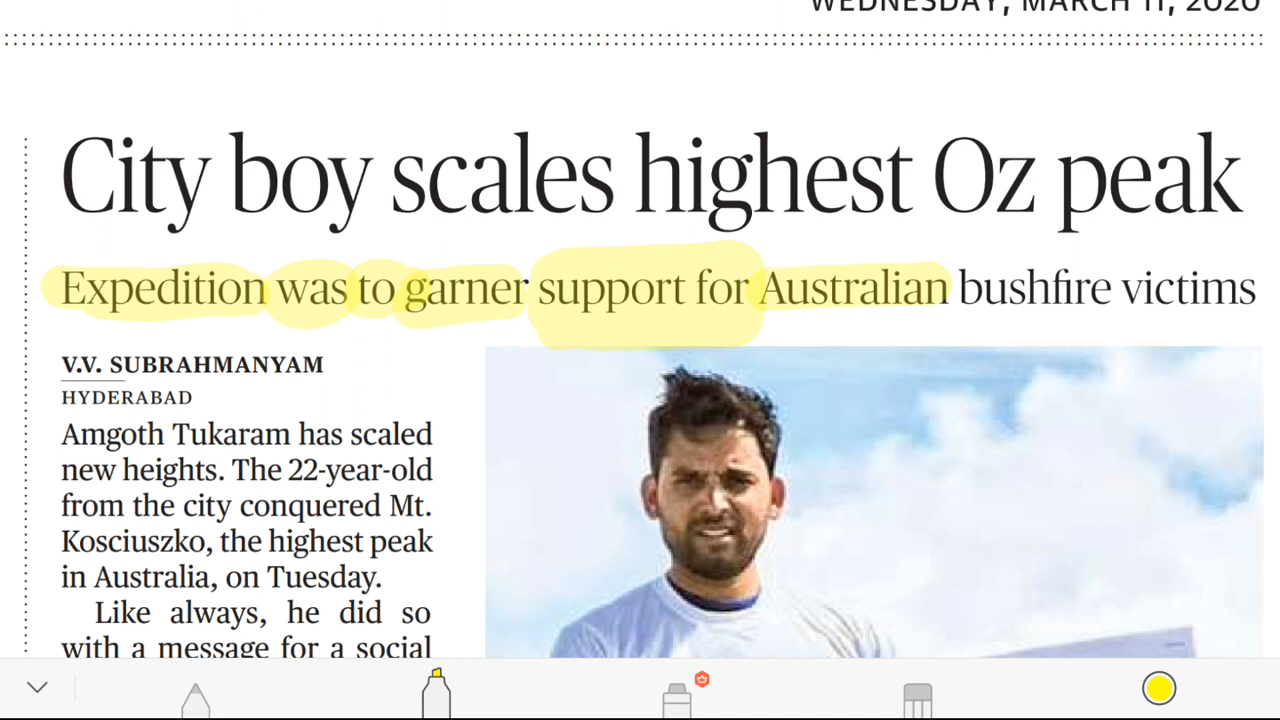 WEDNESDAY, MARCH 11, 2020
City boy scales highest Oz peak
Expedition was to garner support for Australian bushfire victims
V.V. SUBRAHMANYAM
HYDERABAD
Amgoth Tukaram has scaled
new heights. The 22-year-old
from the city conquered Mt.
Kosciuszko, the highest peak
in Australia, on Tuesday.
Like always, he did so
with a message for a social